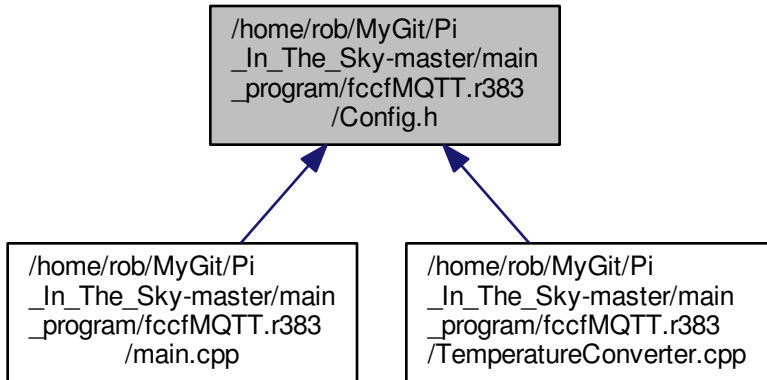 /home/rob/MyGit/Pi
_In_The_Sky-master/main
_program/fccfMQTT.r383
/Config.h
/home/rob/MyGit/Pi
_In_The_Sky-master/main
_program/fccfMQTT.r383
/main.cpp
/home/rob/MyGit/Pi
_In_The_Sky-master/main
_program/fccfMQTT.r383
/TemperatureConverter.cpp